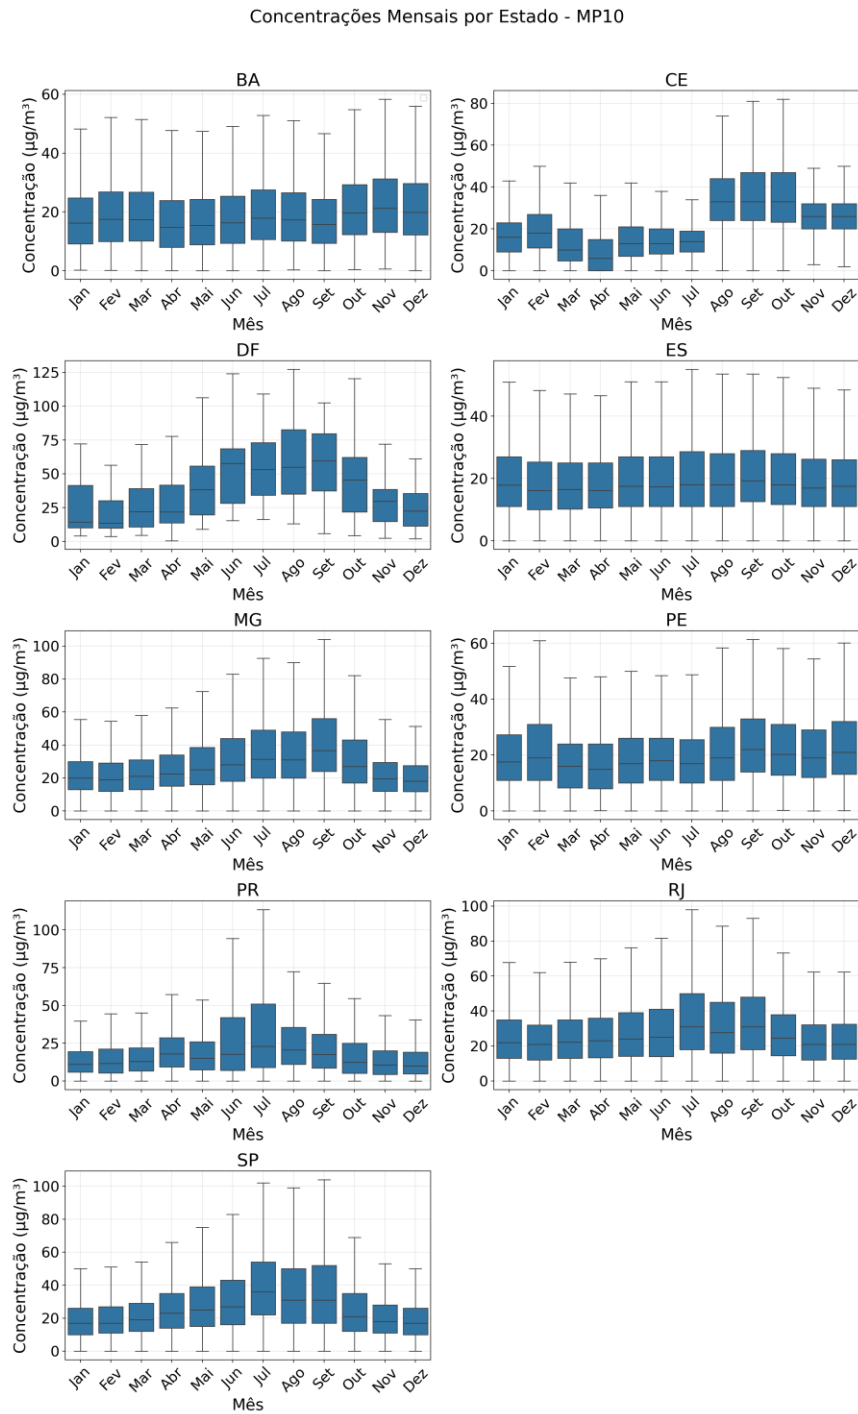 Concentrações Mensais por Estado - MP10
BA
Concentração (µg/m³)
60
40
20
0
Jan Fev Mar Abr Mai Jun Jul Ago Set Out Nov Dez
Mês
CE
Concentração (µg/m³)
80
60
40
20
0
Jan Fev Mar Abr Mai Jun Jul Ago Set Out Nov Dez
Mês
DF
Concentração (µg/m³)
125
100
75
50
25
0
Jan Fev Mar Abr Mai Jun Jul Ago Set Out Nov Dez
Mês
ES
Concentração (µg/m³)
40
20
0
Jan Fev Mar Abr Mai Jun Jul Ago Set Out Nov Dez
Mês
MG
Concentração (µg/m³)
100
80
60
40
20
0
Jan Fev Mar Abr Mai Jun Jul Ago Set Out Nov Dez
Mês
PE
Concentração (µg/m³)
60
40
20
0
Jan Fev Mar Abr Mai Jun Jul Ago Set Out Nov Dez
Mês
PR
Concentração (µg/m³)
100
75
50
25
0
Jan Fev Mar Abr Mai Jun Jul Ago Set Out Nov Dez
Mês
RJ
Concentração (µg/m³)
100
80
60
40
20
0
Jan Fev Mar Abr Mai Jun Jul Ago Set Out Nov Dez
Mês
SP
Concentração (µg/m³)
100
80
60
40
20
0
Jan Fev Mar Abr Mai Jun Jul Ago Set Out Nov Dez
Mês